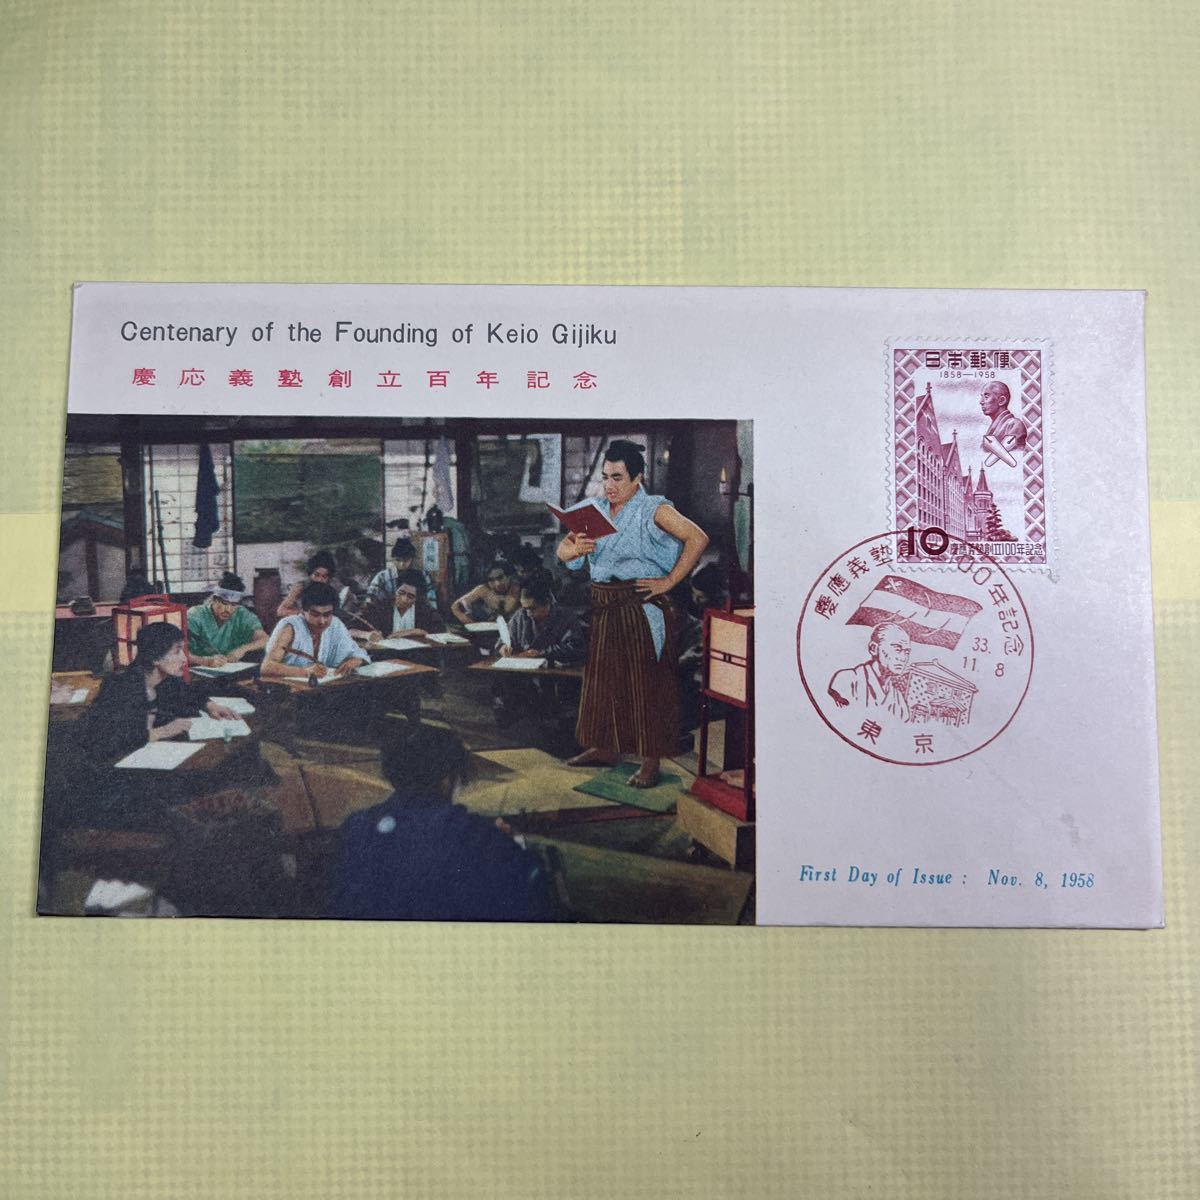 Centenary of the Founding of Keio Gijiku
慶応義塾創立百年記念
日本郵便
1858—1958
10
慶應義塾創立100年記念
慶應義塾 100年記念
33.
11. 8
東京
First Day of Issue : Nov. 8, 1958